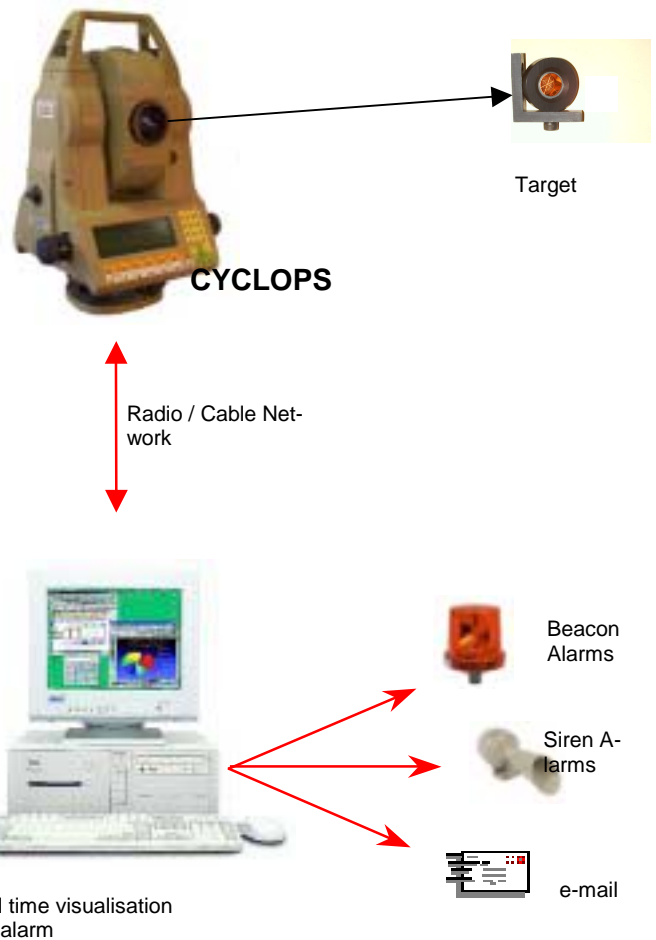 Target
CYCLOPS
Radio / Cable Net-
work
Beacon
Alarms
Siren A-
larms
e-mail
time visualisation
alarm